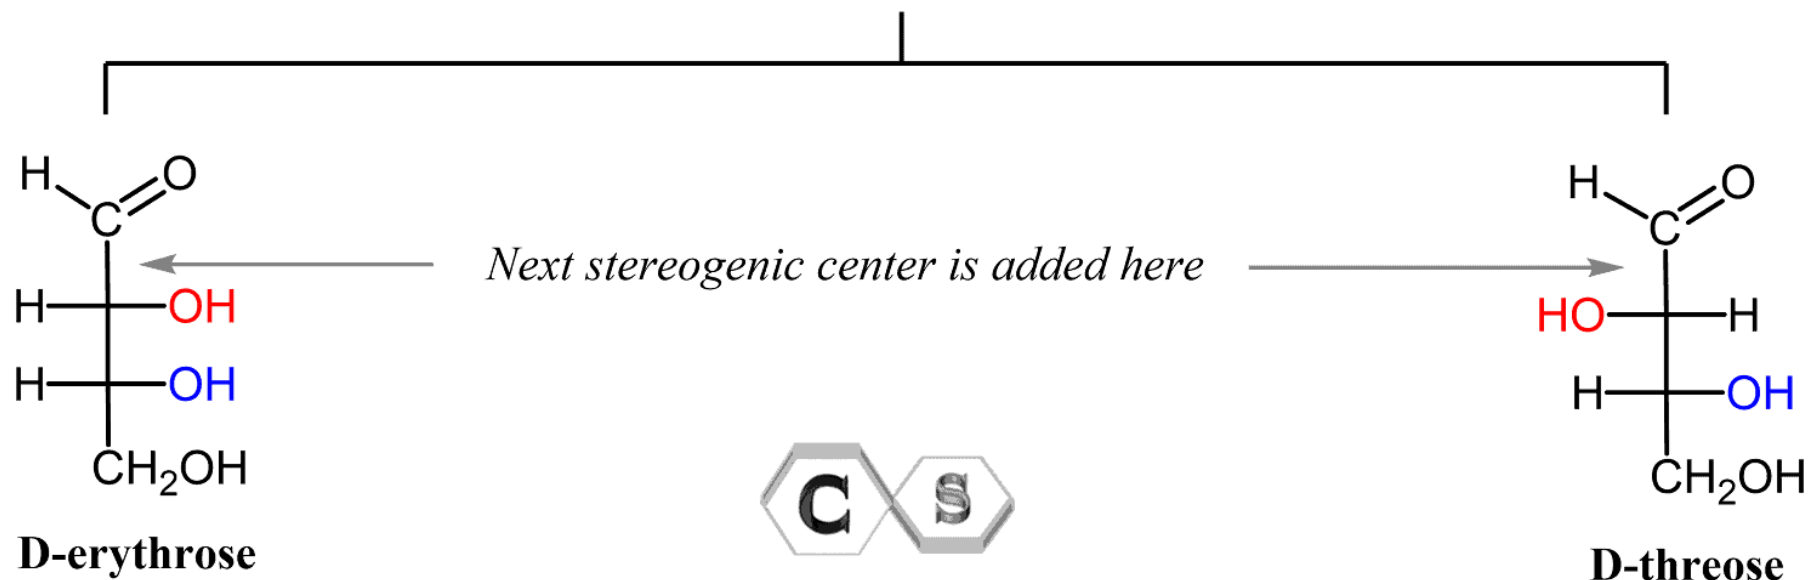 H O
C
H OH
H OH
CH₂OH
D-erythrose
Next stereogenic center is added here
H O
C
HO H
H OH
CH₂OH
D-threose
C S